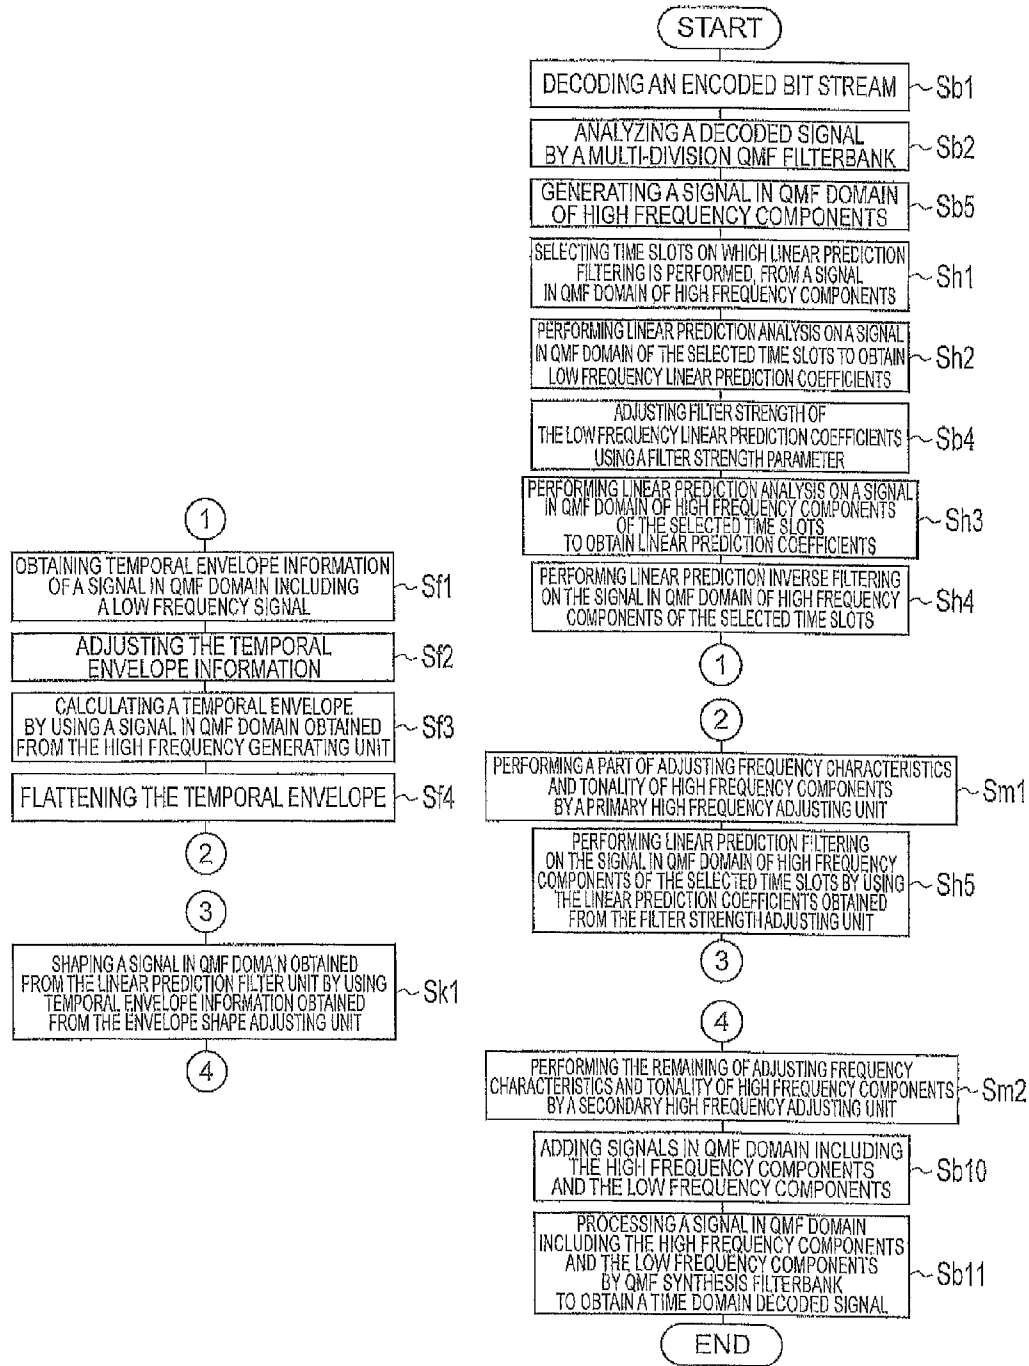 START
DECODING AN ENCODED BIT STREAM
Sb1
ANALYZING A DECODED SIGNAL
BY A MULTI-DIVISION QMF FILTERBANK
Sb2
GENERATING A SIGNAL IN QMF DOMAIN
OF HIGH FREQUENCY COMPONENTS
Sb5
SELECTING TIME SLOTS ON WHICH LINEAR PREDICTION
FILTERING IS PERFORMED, FROM A SIGNAL
IN QMF DOMAIN OF HIGH FREQUENCY COMPONENTS
Sh1
PERFORMING LINEAR PREDICTION ANALYSIS ON A SIGNAL
IN QMF DOMAIN OF THE SELECTED TIME SLOTS TO OBTAIN
LOW FREQUENCY LINEAR PREDICTION COEFFICIENTS
Sh2
ADJUSTING FILTER STRENGTH OF
THE LOW FREQUENCY LINEAR PREDICTION COEFFICIENTS
USING A FILTER STRENGTH PARAMETER
Sb4
PERFORMING LINEAR PREDICTION ANALYSIS ON A SIGNAL
IN QMF DOMAIN OF HIGH FREQUENCY COMPONENTS
OF THE SELECTED TIME SLOTS
TO OBTAIN LINEAR PREDICTION COEFFICIENTS
Sh3
PERFORMNG LINEAR PREDICTION INVERSE FILTERING
ON THE SIGNAL IN QMF DOMAIN OF HIGH FREQUENCY
COMPONENTS OF THE SELECTED TIME SLOTS
Sh4
1
1
OBTAINING TEMPORAL ENVELOPE INFORMATION
OF A SIGNAL IN QMF DOMAIN INCLUDING
A LOW FREQUENCY SIGNAL
Sf1
ADJUSTING THE TEMPORAL
ENVELOPE INFORMATION
Sf2
CALCULATING A TEMPORAL ENVELOPE
BY USING A SIGNAL IN QMF DOMAIN OBTAINED
FROM THE HIGH FREQUENCY GENERATING UNIT
Sf3
FLATTENING THE TEMPORAL ENVELOPE
Sf4
2
2
PERFORMING A PART OF ADJUSTING FREQUENCY CHARACTERISTICS
AND TONALITY OF HIGH FREQUENCY COMPONENTS
BY A PRIMARY HIGH FREQUENCY ADJUSTING UNIT
Sm1
PERFORMING LINEAR PREDICTION FILTERING
ON THE SIGNAL IN QMF DOMAIN OF HIGH FREQUENCY
COMPONENTS OF THE SELECTED TIME SLOTS BY USING
THE LINEAR PREDICTION COEFFICIENTS OBTAINED
FROM THE FILTER STRENGTH ADJUSTING UNIT
Sh5
3
3
SHAPING A SIGNAL IN QMF DOMAIN OBTAINED
FROM THE LINEAR PREDICTION FILTER UNIT BY USING
TEMPORAL ENVELOPE INFORMATION OBTAINED
FROM THE ENVELOPE SHAPE ADJUSTING UNIT
Sk1
4
4
PERFORMING THE REMAINING OF ADJUSTING FREQUENCY
CHARACTERISTICS AND TONALITY OF HIGH FREQUENCY COMPONENTS
BY A SECONDARY HIGH FREQUENCY ADJUSTING UNIT
Sm2
ADDING SIGNALS IN QMF DOMAIN INCLUDING
THE HIGH FREQUENCY COMPONENTS
AND THE LOW FREQUENCY COMPONENTS
Sb10
PROCESSING A SIGNAL IN QMF DOMAIN
INCLUDING THE HIGH FREQUENCY COMPONENTS
AND THE LOW FREQUENCY COMPONENTS
BY QMF SYNTHESIS FILTERBANK
TO OBTAIN A TIME DOMAIN DECODED SIGNAL
Sb11
END